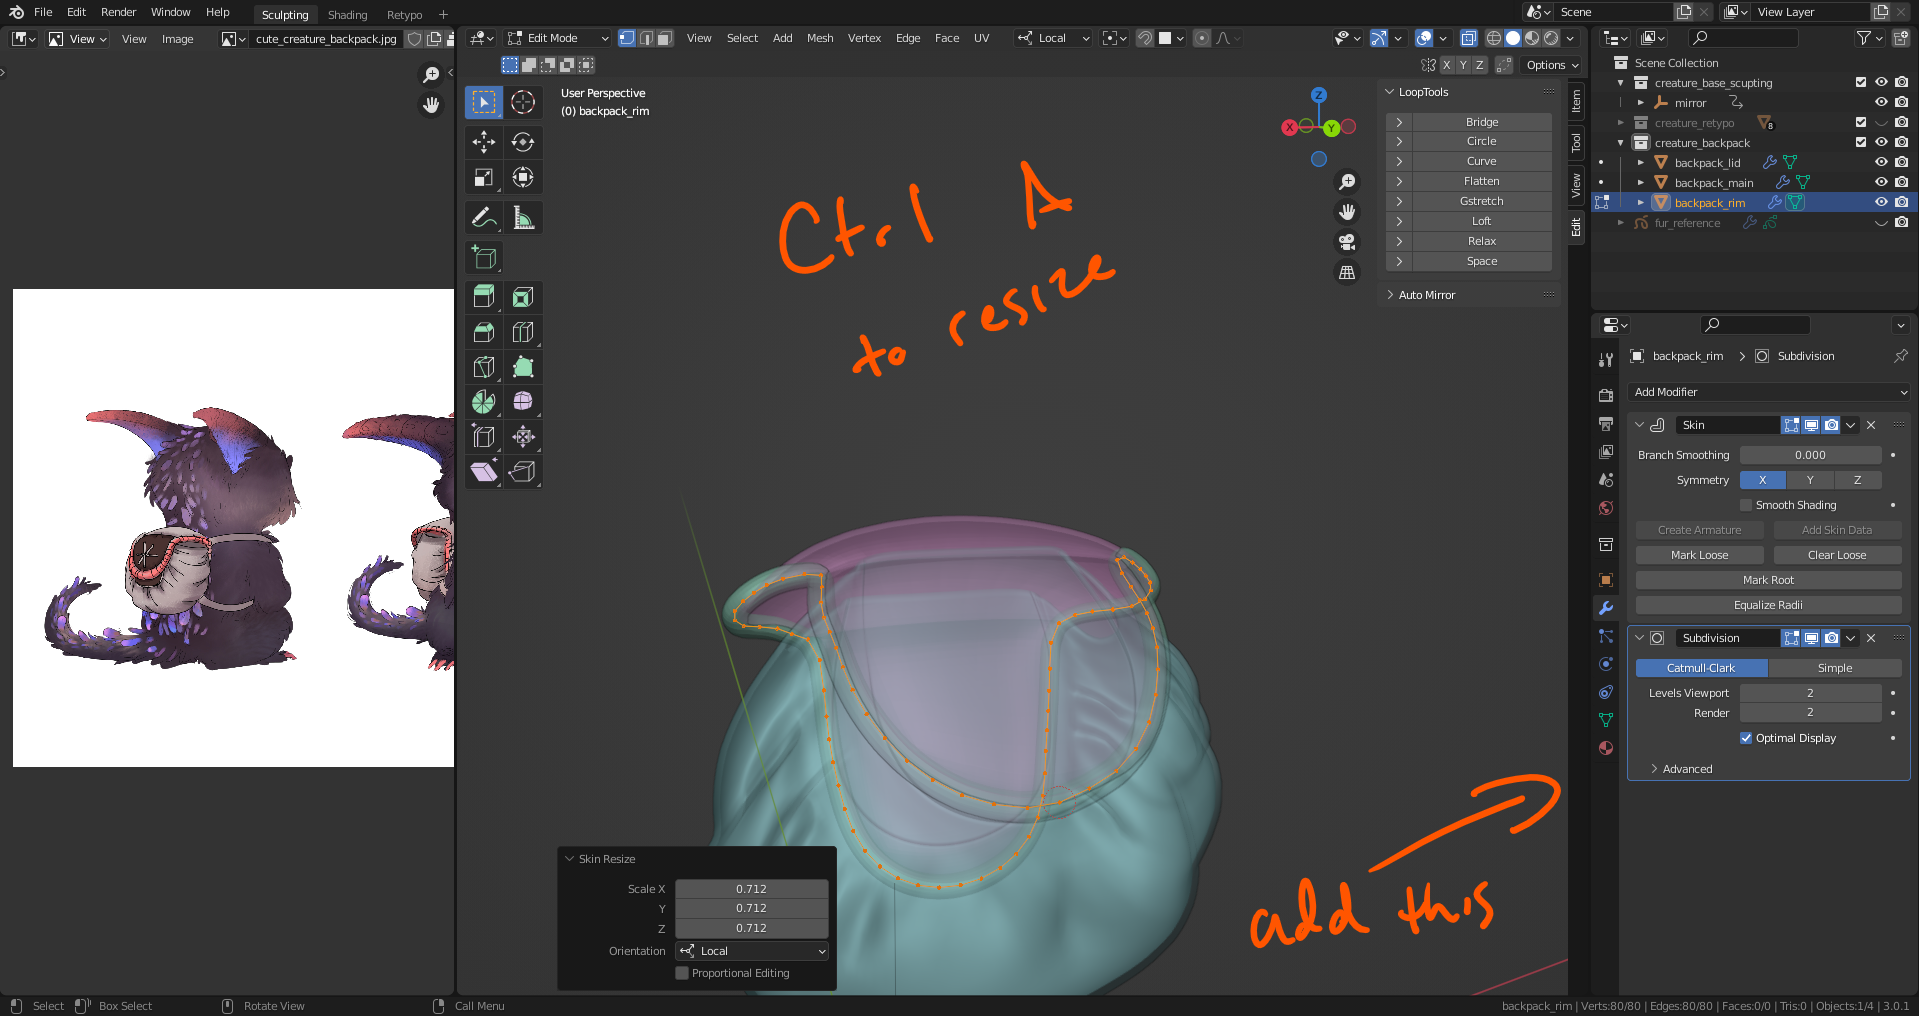 File Edit Render Window Help Sculpting Shading Retypo + Scene View Layer
View View Image cute_creature_backpack.jpg Edit Mode View Select Add Mesh Vertex Edge Face UV Local
X Y Z Options
User Perspective
(0) backpack_rim
Z
X Y
LoopTools
Bridge
Circle
Curve
Flatten
Gstretch
Loft
Relax
Space
Auto Mirror
Item
Tool
View
Edit
Ctrl A
to resize
add this
Skin Resize
Scale X 0.712
Y 0.712
Z 0.712
Orientation Local
Proportional Editing
Scene Collection
creature_base_scupting
mirror
creature_retypo 8
creature_backpack
backpack_lid
backpack_main
backpack_rim
fur_reference
backpack_rim > Subdivision
Add Modifier
Skin
Branch Smoothing 0.000
Symmetry X Y Z
Smooth Shading
Create Armature Add Skin Data
Mark Loose Clear Loose
Mark Root
Equalize Radii
Subdivision
Catmull-Clark Simple
Levels Viewport 2
Render 2
Optimal Display
Advanced
Select Box Select Rotate View Call Menu backpack_rim | Verts:80/80 | Edges:80/80 | Faces:0/0 | Tris:0 | Objects:1/4 | 3.0.1